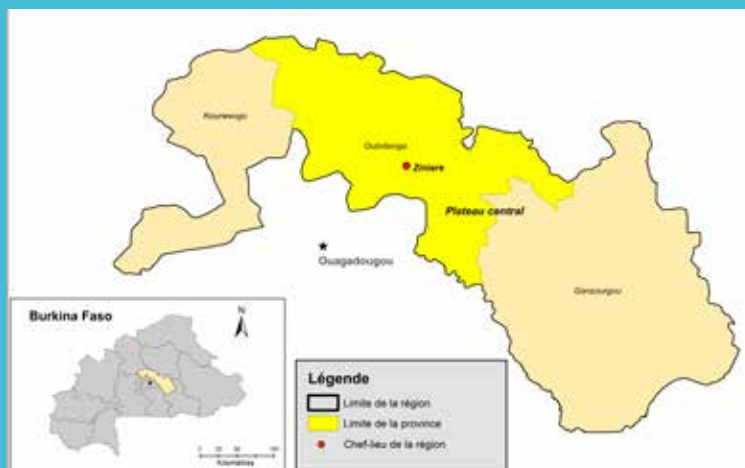 Kourweogo
Oubritenga
Ziniare
Plateau central
Ouagadougou
Ganzourgou
Burkina Faso
N
Kilomètres
Légende
Limite de la région
Limite de la province
Chef-lieu de la région